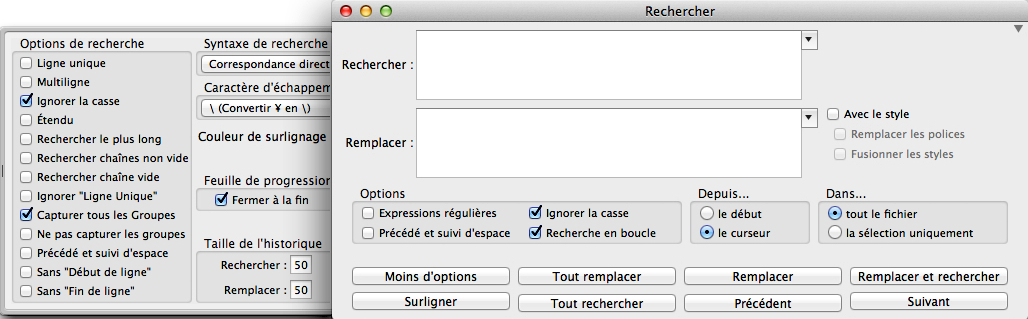 Options de recherche
Ligne unique
Multiligne
Ignorer la casse
Étendu
Rechercher le plus long
Rechercher chaînes non vide
Rechercher chaîne vide
Ignorer "Ligne Unique"
Capturer tous les Groupes
Ne pas capturer les groupes
Précédé et suivi d'espace
Sans "Début de ligne"
Sans "Fin de ligne"
Syntaxe de recherche
Correspondance direct
Caractère d'échappem
\ (Convertir ¥ en \)
Couleur de surlignage
Feuille de progression
Fermer à la fin
Taille de l'historique
Rechercher : 50
Remplacer : 50
Rechercher
Rechercher :
Remplacer :
Avec le style
Remplacer les polices
Fusionner les styles
Options
Expressions régulières
Ignorer la casse
Précédé et suivi d'espace
Recherche en boucle
Depuis...
le début
le curseur
Dans...
tout le fichier
la sélection uniquement
Moins d'options
Tout remplacer
Remplacer
Remplacer et rechercher
Surligner
Tout rechercher
Précédent
Suivant